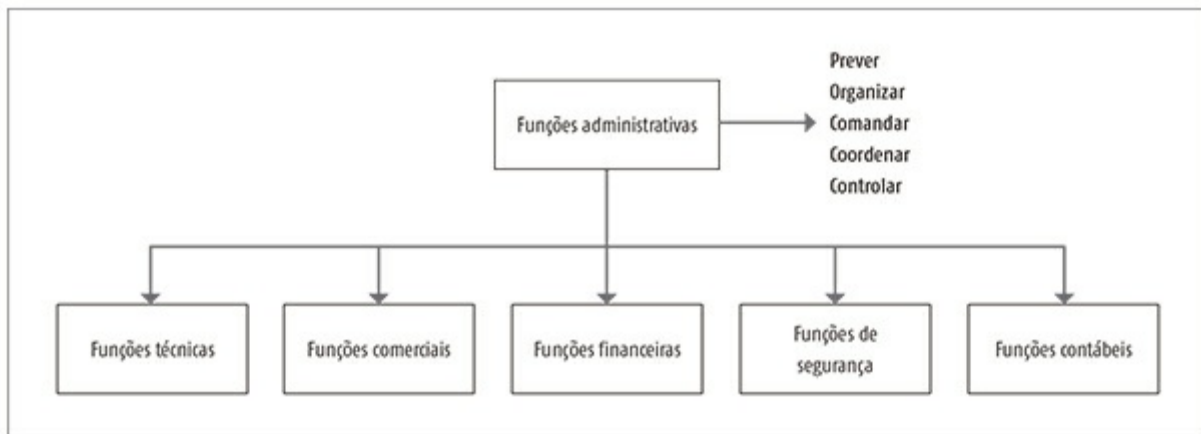 Prever
Organizar
Funções administrativas
Comandar
Coordenar
Controlar
Funções técnicas
Funções comerciais
Funções financeiras
Funções de
segurança
Funções contábeis